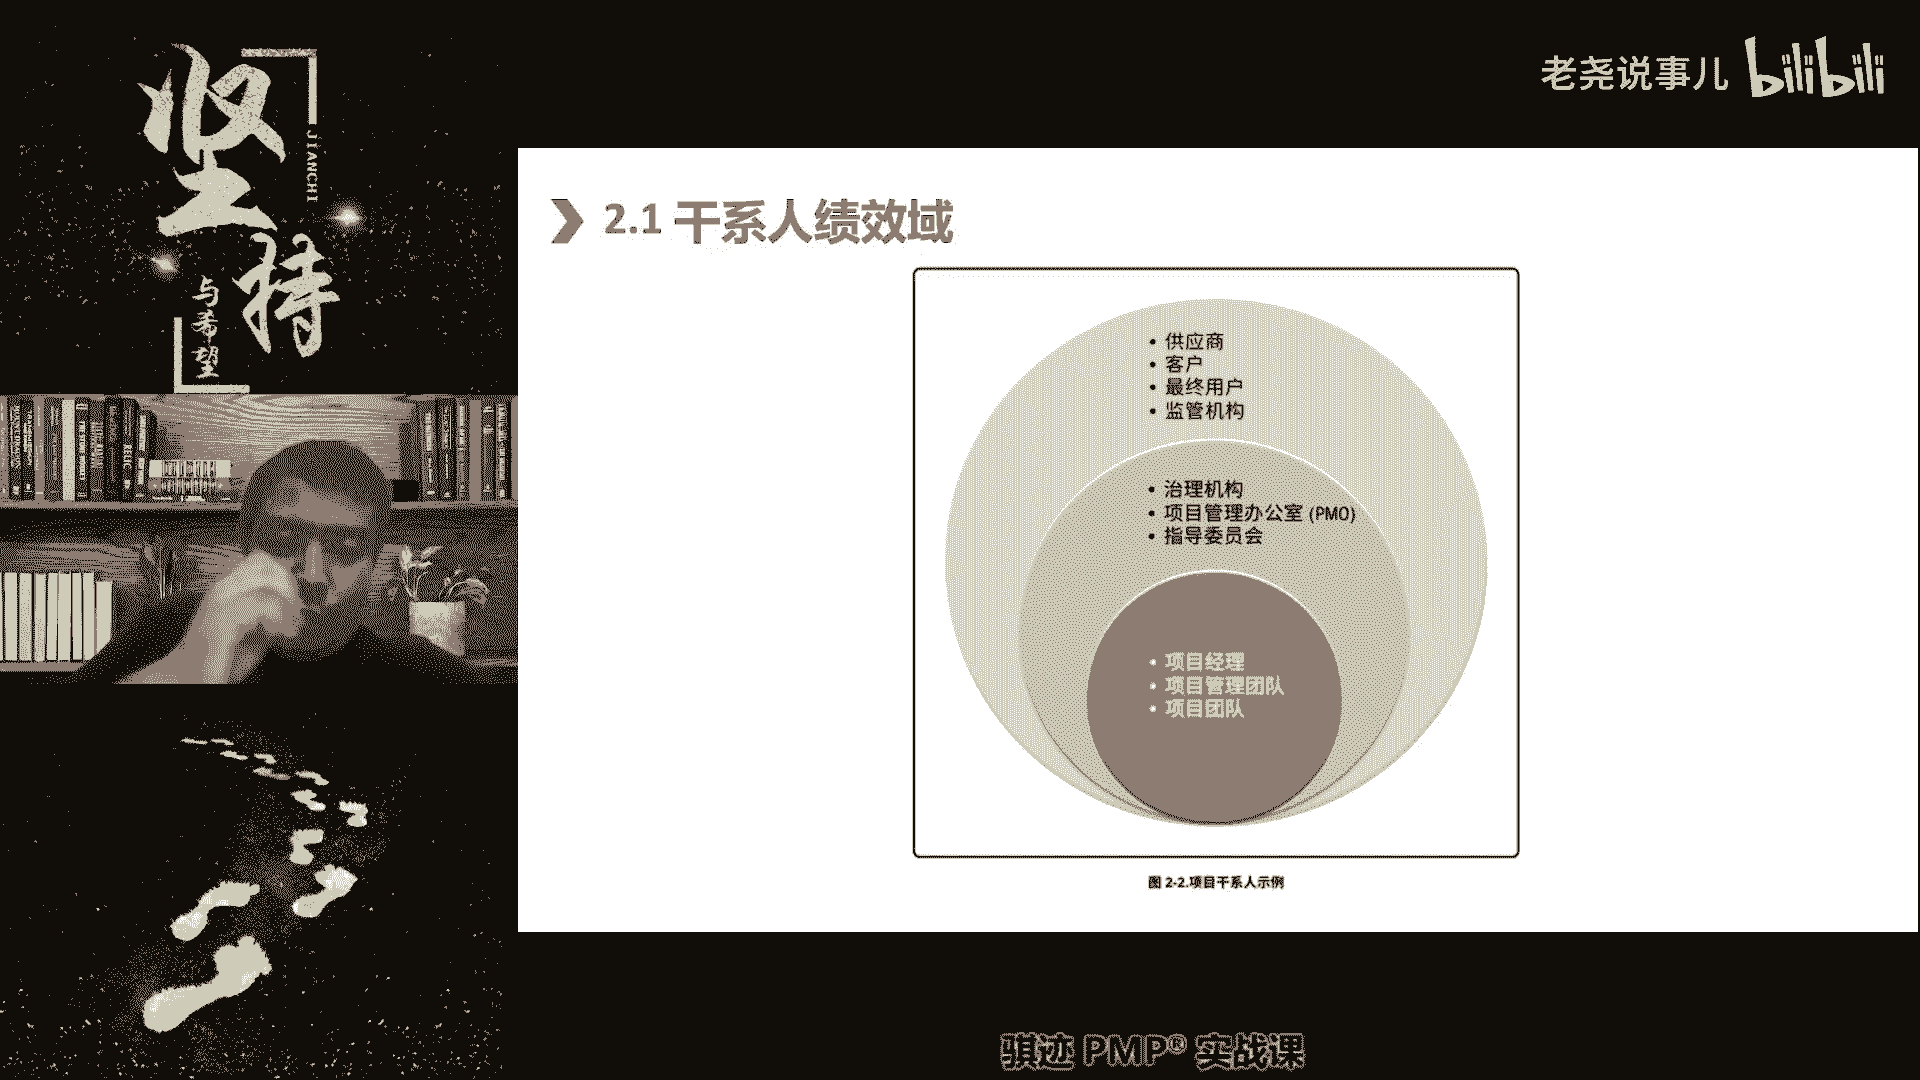 坚持
JIANCHI
与希望
老尧说事儿 bilibili
2.1 干系人绩效域
• 供应商
• 客户
• 最终用户
• 监管机构
• 治理机构
• 项目管理办公室 (PMO)
• 指导委员会
• 项目经理
• 项目管理团队
• 项目团队
图 2-2.项目干系人示例
骐迹 PMP® 实战课